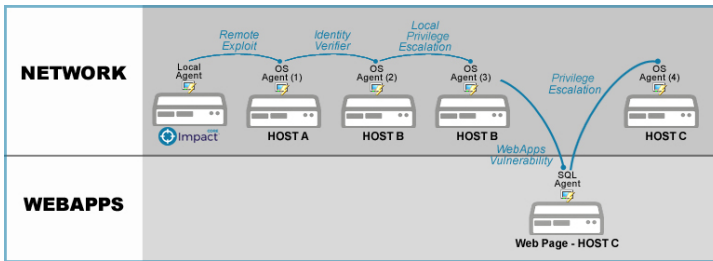 NETWORK
Local
Agent
core
Impact
Remote
Exploit
OS
Agent (1)
HOST A
Identity
Verifier
OS
Agent (2)
HOST B
Local
Privilege
Escalation
OS
Agent (3)
HOST B
WebApps
Vulnerability
Privilege
Escalation
OS
Agent (4)
HOST C
WEBAPPS
SQL
Agent
Web Page - HOST C